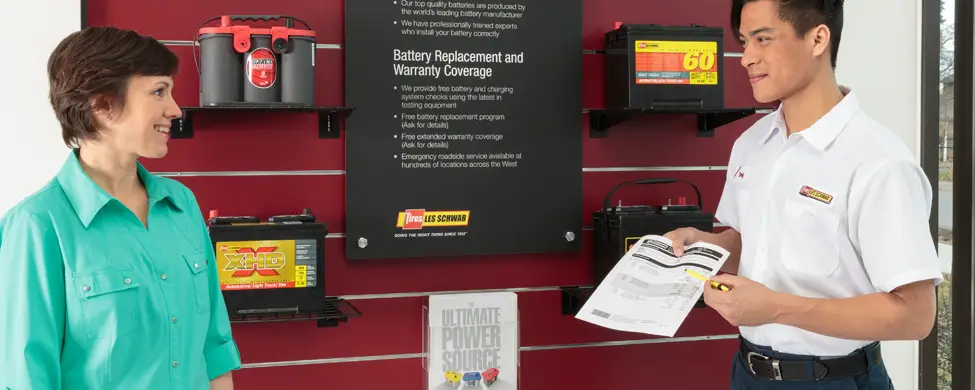 Our top quality batteries are produced by
the world's leading battery manufacturer
We have professionally trained experts
who install your battery correctly
Battery Replacement and
Warranty Coverage
We provide free battery and charging
system checks using the latest in
testing equipment
Free battery replacement program
(Ask for details)
Free extended warranty coverage
(Ask for details)
Emergency roadside service available at
hundreds of locations across the West
Tires LES SCHWAB
DOING THE RIGHT THING SINCE 1952
60
XHD
THE
ULTIMATE
POWER
SOURCE
LES SCHWAB